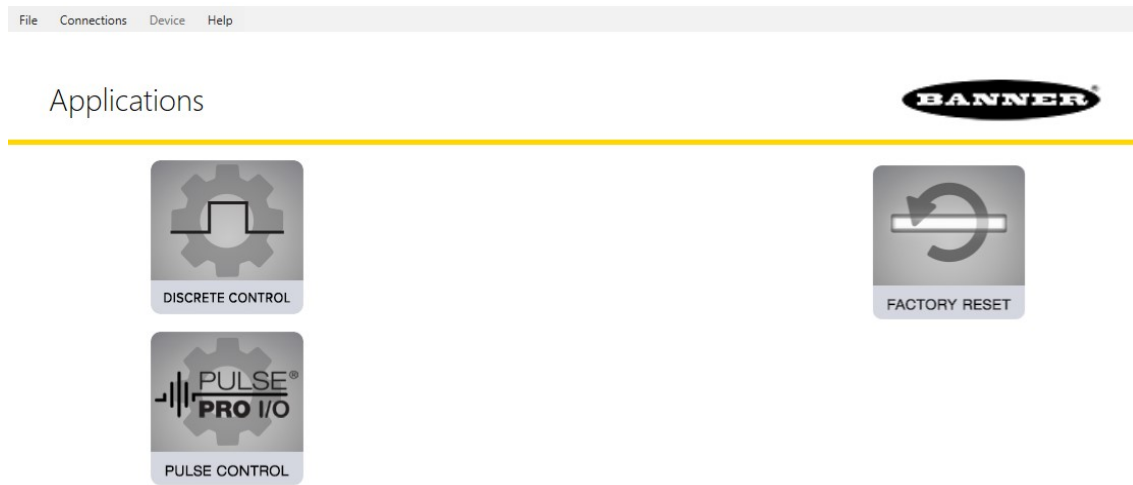 File Connections Device Help
Applications
BANNER
DISCRETE CONTROL
FACTORY RESET
PULSE®
PRO I/O
PULSE CONTROL